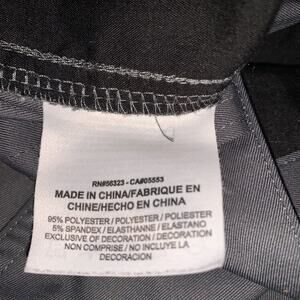 RN#56323 - CA#05553
MADE IN CHINA/FABRIQUE EN
CHINE/HECHO EN CHINA
95% POLYESTER / POLYESTER / POLIESTER
5% SPANDEX / ELASTHANNE / ELASTANO
EXCLUSIVE OF DECORATION / DECORATION
NON COMPRISE / NO INCLUYE LA
DECORACION